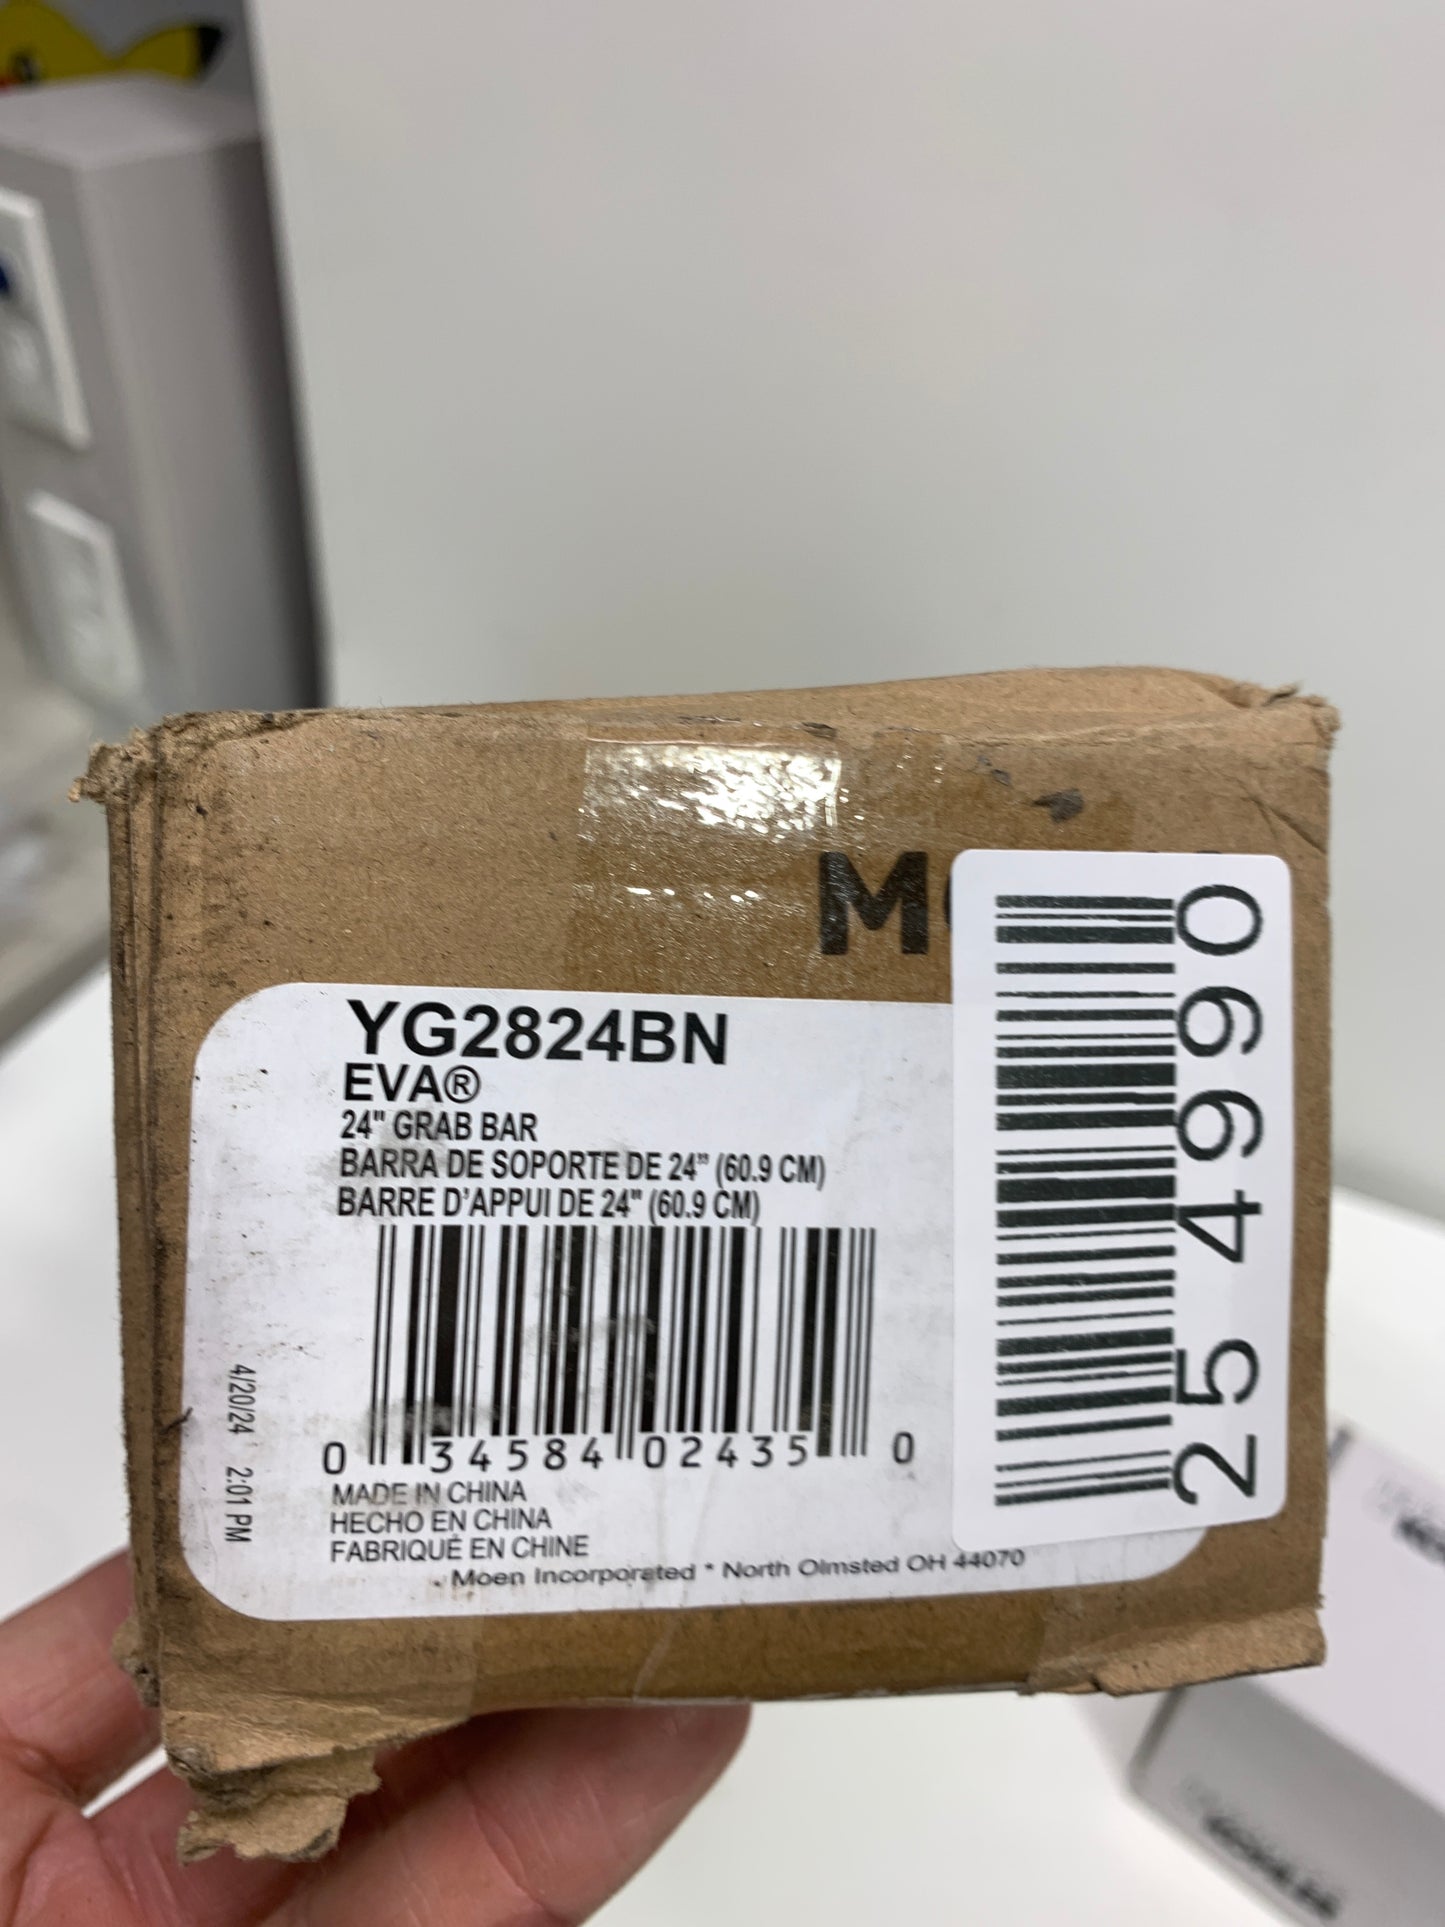 YG2824BN
EVA®
24" GRAB BAR
BARRA DE SOPORTE DE 24" (60.9 CM)
BARRE D'APPUI DE 24" (60.9 CM)
0 34584 02435 0
MADE IN CHINA
HECHO EN CHINA
FABRIQUÉ EN CHINE
Moen Incorporated * North Olmsted OH 44070
4/20/24 2:01 PM
25 4990